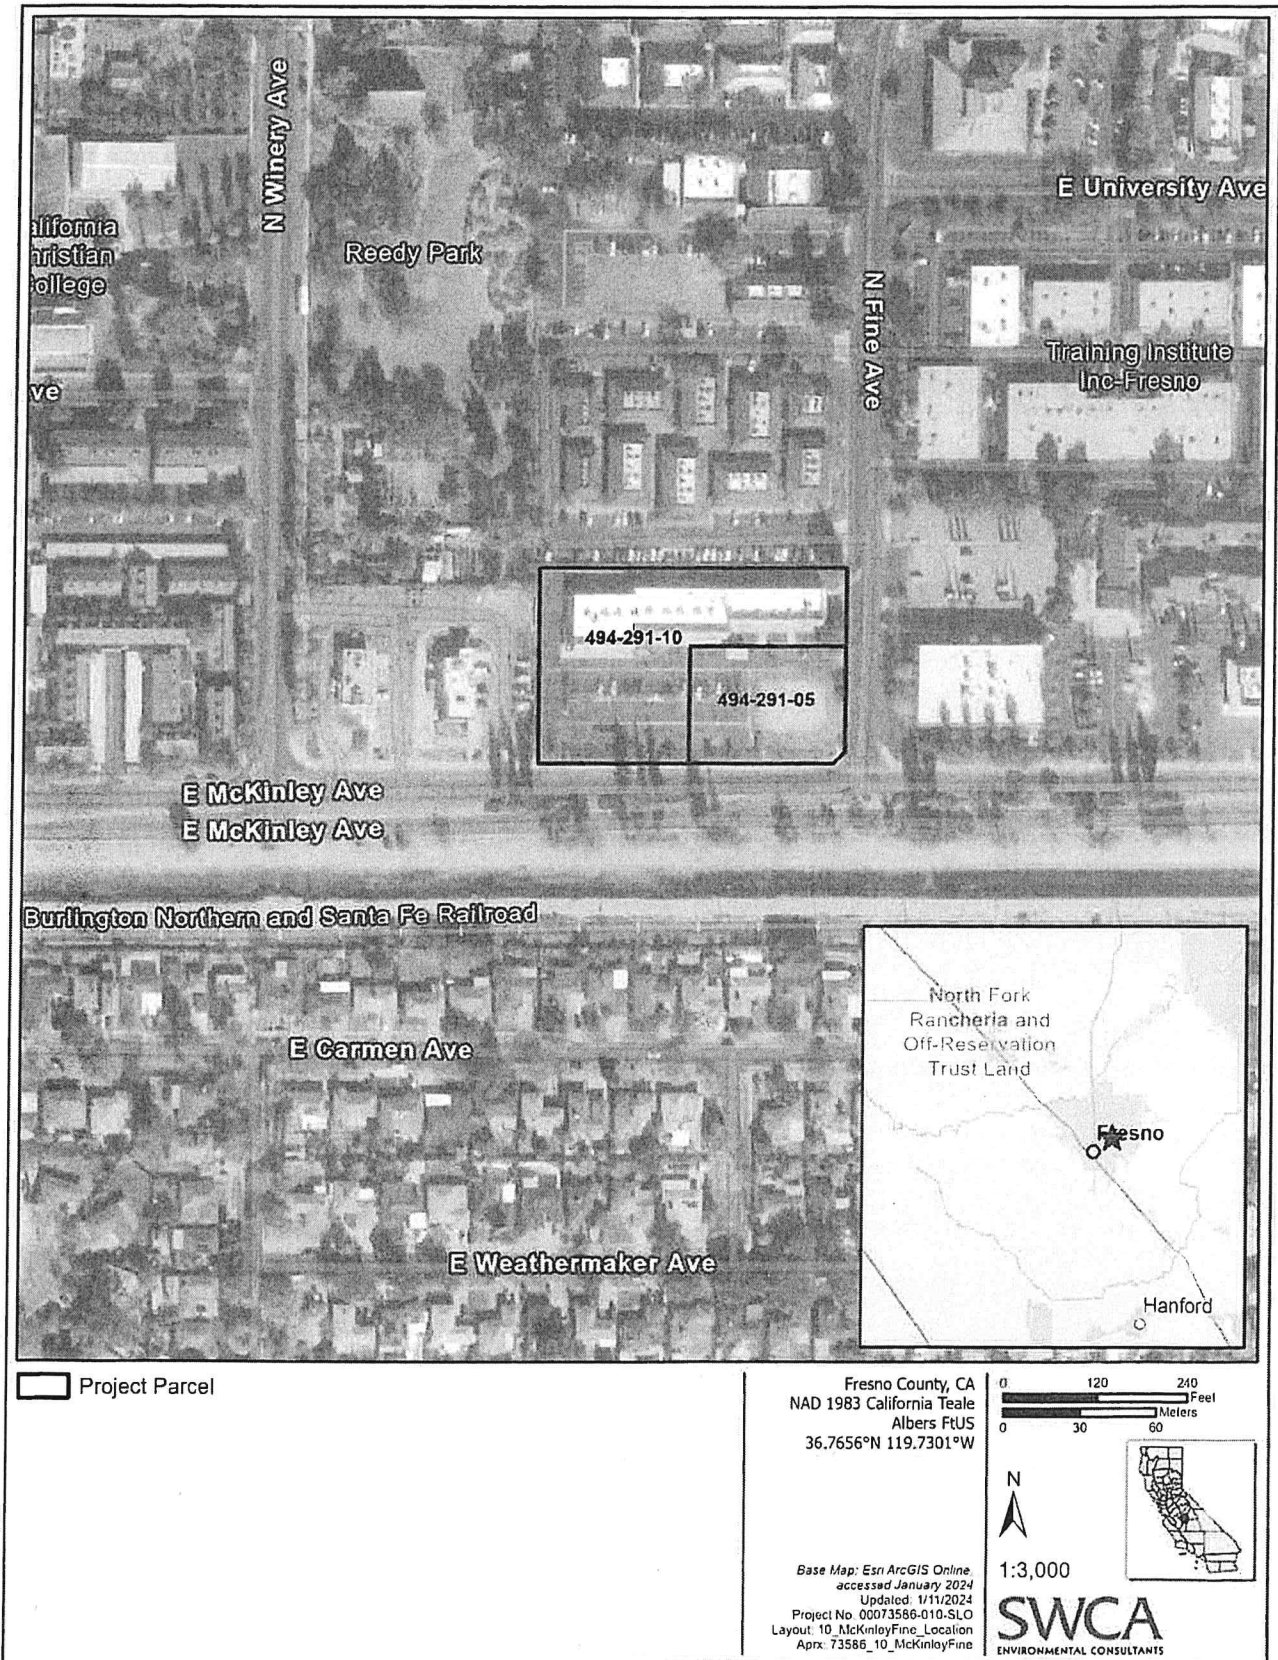 N Winery Ave
E University Ave
alifornia
hristian
ollege
Reedy Park
N Fine Ave
Training Institute
Inc-Fresno
ve
494-291-10
494-291-05
E McKinley Ave
E McKinley Ave
Burlington Northern and Santa Fe Railroad
North Fork
Rancheria and
Off-Reservation
Trust Land
E Carmen Ave
Fresno
E Weathermaker Ave
Hanford
Project Parcel
Fresno County, CA
NAD 1983 California Teale
Albers FtUS
36.7656°N 119.7301°W
0 120 240
Feet
Meters
0 30 60
N
1:3,000
Base Map: Esri ArcGIS Online,
accessed January 2024
Updated: 1/11/2024
Project No. 00073586-010-SLO
Layout: 10_McKinleyFine_Location
Aprx: 73586_10_McKinleyFine
SWCA
ENVIRONMENTAL CONSULTANTS